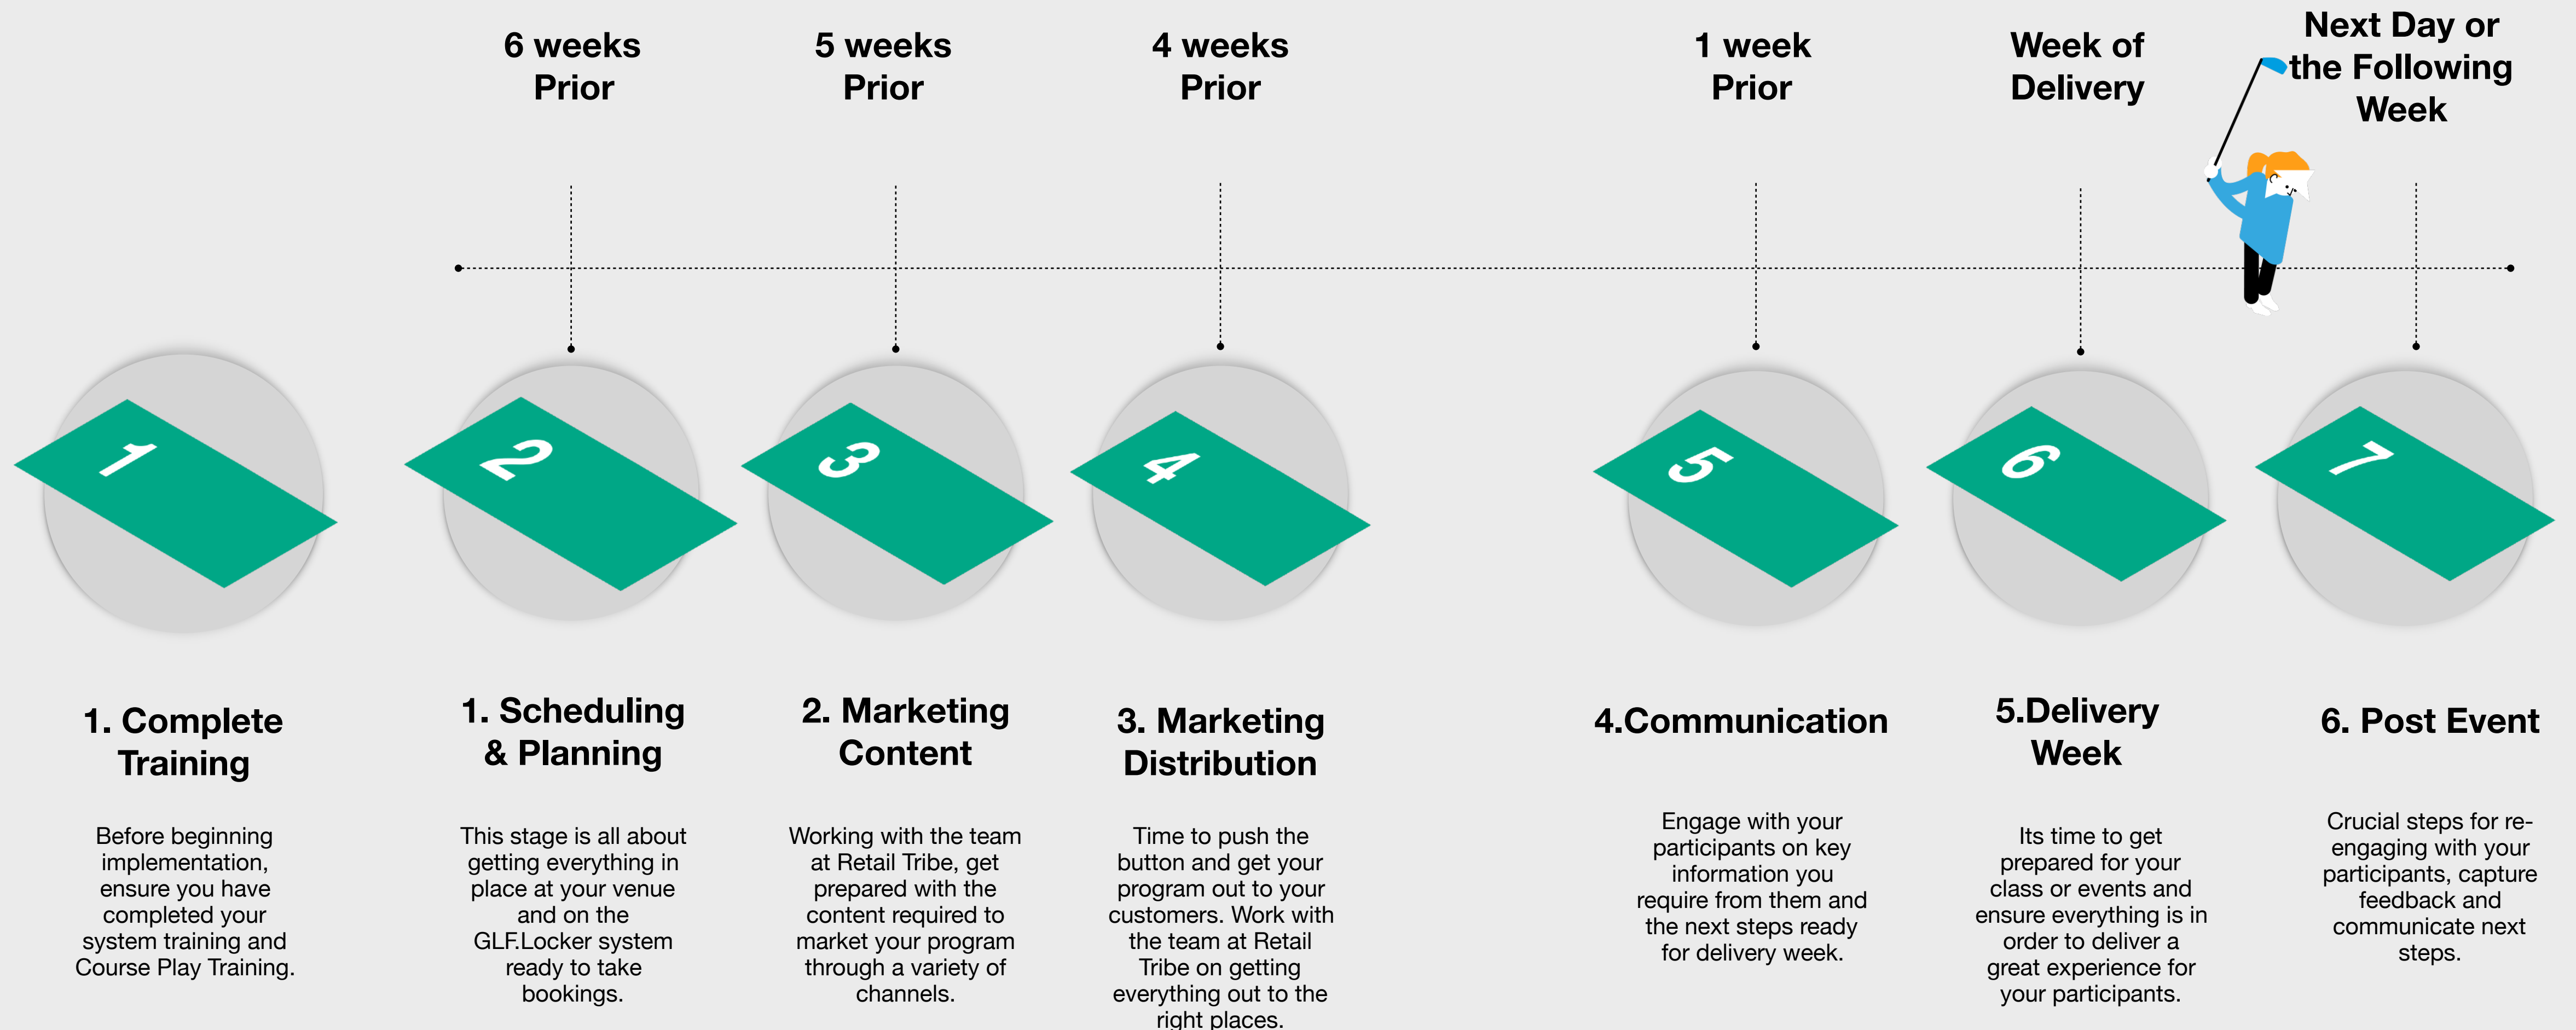 6 weeks
Prior
5 weeks
Prior
4 weeks
Prior
1 week
Prior
Week of
Delivery
Next Day or
the Following
Week
1
2
3
4
5
6
7
1. Complete
Training
Before beginning
implementation,
ensure you have
completed your
system training and
Course Play Training.
1. Scheduling
& Planning
This stage is all about
getting everything in
place at your venue
and on the
GLF.Locker system
ready to take
bookings.
2. Marketing
Content
Working with the team
at Retail Tribe, get
prepared with the
content required to
market your program
through a variety of
channels.
3. Marketing
Distribution
Time to push the
button and get your
program out to your
customers. Work with
the team at Retail
Tribe on getting
everything out to the
right places.
4.Communication
Engage with your
participants on key
information you
require from them and
the next steps ready
for delivery week.
5.Delivery
Week
Its time to get
prepared for your
class or events and
ensure everything is in
order to deliver a
great experience for
your participants.
6. Post Event
Crucial steps for re-
engaging with your
participants, capture
feedback and
communicate next
steps.